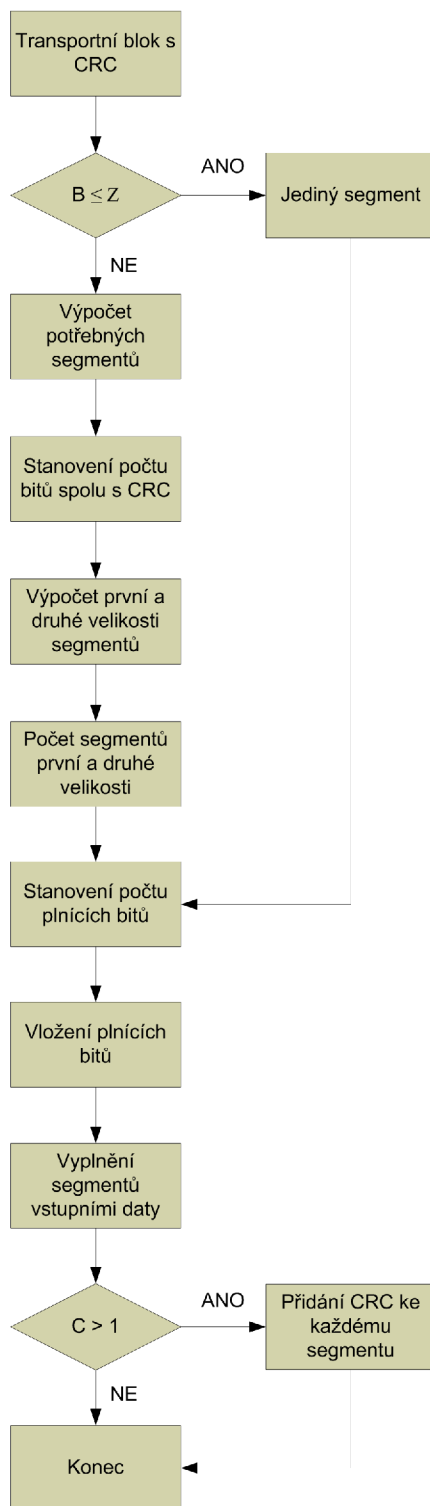 Transportní blok s
CRC
B ≤ Z
ANO
Jediný segment
NE
Výpočet
potřebných
segmentů
Stanovení počtu
bitů spolu s CRC
Výpočet první a
druhé velikosti
segmentů
Počet segmentů
první a druhé
velikosti
Stanovení počtu
plnících bitů
Vložení plnících
bitů
Vyplnění
segmentů
vstupními daty
C > 1
ANO
Přidání CRC ke
každému
segmentu
NE
Konec